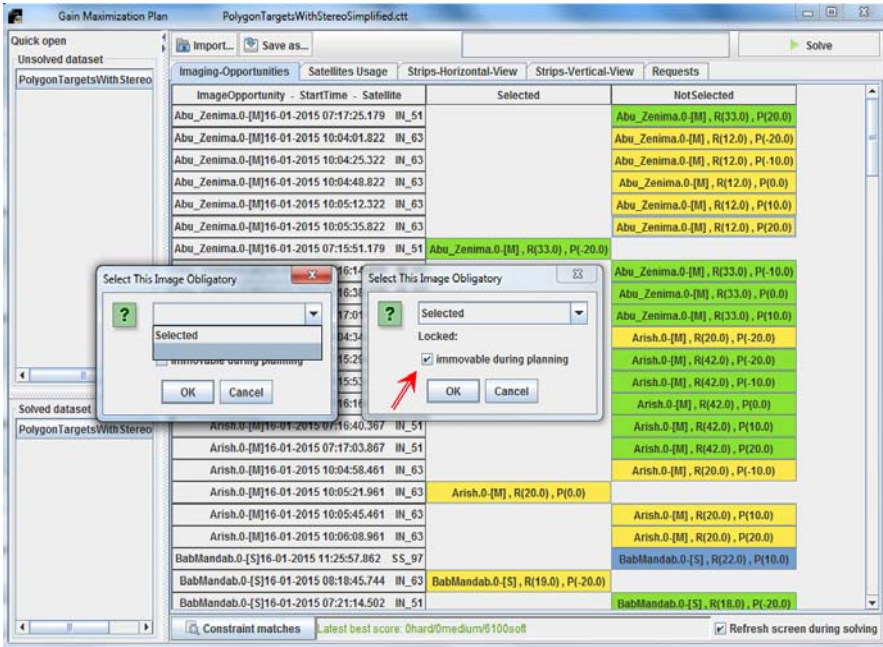 Gain Maximization Plan PolygonTargetsWithStereoSimplified.ctt
Quick open
Unsolved dataset
PolygonTargetsWithStereo
Import... Save as... Solve
Imaging-Opportunities Satellites Usage Strips-Horizontal-View Strips-Vertical-View Requests
ImageOpportunity - StartTime - Satellite Selected NotSelected
Abu_Zenima.0-[M]16-01-2015 07:17:25.179 IN_51 Abu_Zenima.0-[M] , R(33.0) , P(20.0)
Abu_Zenima.0-[M]16-01-2015 10:04:01.822 IN_63 Abu_Zenima.0-[M] , R(12.0) , P(-20.0)
Abu_Zenima.0-[M]16-01-2015 10:04:25.322 IN_63 Abu_Zenima.0-[M] , R(12.0) , P(-10.0)
Abu_Zenima.0-[M]16-01-2015 10:04:48.822 IN_63 Abu_Zenima.0-[M] , R(12.0) , P(0.0)
Abu_Zenima.0-[M]16-01-2015 10:05:12.322 IN_63 Abu_Zenima.0-[M] , R(12.0) , P(10.0)
Abu_Zenima.0-[M]16-01-2015 10:05:35.822 IN_63 Abu_Zenima.0-[M] , R(12.0) , P(20.0)
Abu_Zenima.0-[M]16-01-2015 07:15:51.179 IN_51 Abu_Zenima.0-[M] , R(33.0) , P(-20.0)
Abu_Zenima.0-[M] , R(33.0) , P(-10.0)
Abu_Zenima.0-[M] , R(33.0) , P(0.0)
Abu_Zenima.0-[M] , R(33.0) , P(10.0)
Arish.0-[M] , R(20.0) , P(-20.0)
Arish.0-[M] , R(42.0) , P(-20.0)
Arish.0-[M] , R(42.0) , P(-10.0)
Arish.0-[M] , R(42.0) , P(0.0)
Select This Image Obligatory
Selected
immovable during planning
OK Cancel
Select This Image Obligatory
Selected
Locked:
immovable during planning
OK Cancel
Solved dataset
PolygonTargetsWithStereo
Arish.0-[M]16-01-2015 07:16:40.367 IN_51 Arish.0-[M] , R(42.0) , P(10.0)
Arish.0-[M]16-01-2015 07:17:03.867 IN_51 Arish.0-[M] , R(42.0) , P(20.0)
Arish.0-[M]16-01-2015 10:04:58.461 IN_63 Arish.0-[M] , R(20.0) , P(-10.0)
Arish.0-[M]16-01-2015 10:05:21.961 IN_63 Arish.0-[M] , R(20.0) , P(0.0)
Arish.0-[M]16-01-2015 10:05:45.461 IN_63 Arish.0-[M] , R(20.0) , P(10.0)
Arish.0-[M]16-01-2015 10:06:08.961 IN_63 Arish.0-[M] , R(20.0) , P(20.0)
BabMandab.0-[S]16-01-2015 11:25:57.862 SS_97 BabMandab.0-[S] , R(22.0) , P(10.0)
BabMandab.0-[S]16-01-2015 08:18:45.744 IN_63 BabMandab.0-[S] , R(19.0) , P(-20.0)
BabMandab.0-[S]16-01-2015 07:21:14.502 IN_51 BabMandab.0-[S] , R(18.0) , P(-20.0)
Constraint matches Latest best score: 0hard/0medium/6100soft Refresh screen during solving